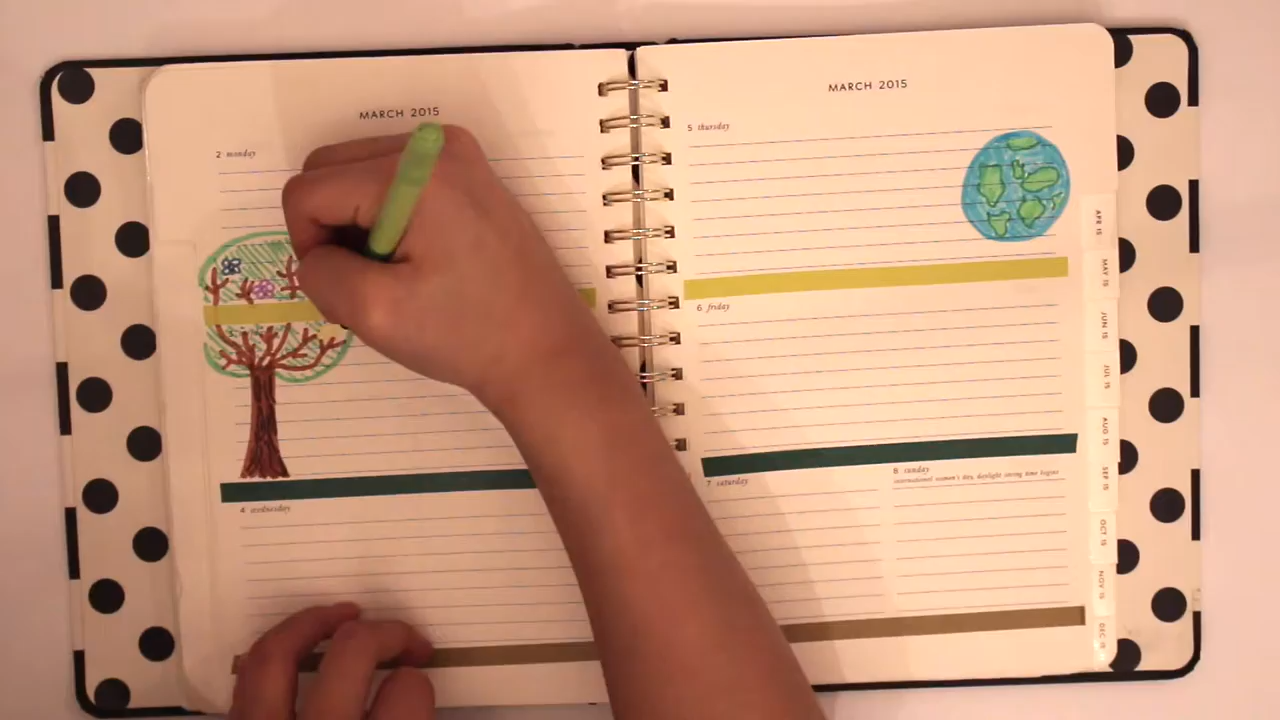 MARCH 2015
2 monday
4 wednesday
MARCH 2015
5 thursday
6 friday
7 saturday
8 sunday
international women's day, daylight saving time begins
APR 15
MAY 15
JUN 15
JUL 15
AUG 15
SEP 15
OCT 15
NOV 15
DEC 15